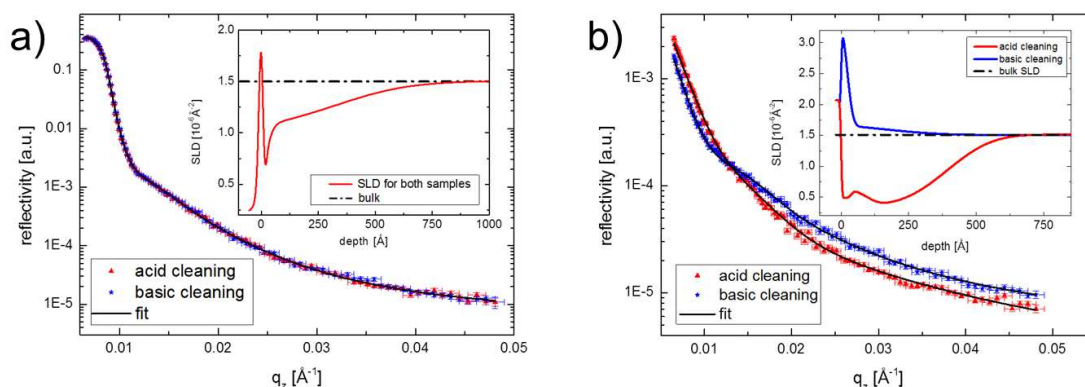 a)
reflectivity [a.u.]
0.1
0.01
1E-3
1E-4
1E-5
0.01 0.02 0.03 0.04 0.05
q_z [Å⁻¹]
acid cleaning
basic cleaning
fit
SLD [10⁻⁶Å⁻²]
2.0
1.5
1.0
0.5
0 250 500 750 1000
depth [Å]
SLD for both samples
bulk
b)
reflectivity [a.u.]
1E-3
1E-4
1E-5
0.01 0.02 0.03 0.04 0.05
q_z [Å⁻¹]
acid cleaning
basic cleaning
fit
SLD [10⁻⁶Å⁻²]
3.0
2.5
2.0
1.5
1.0
0.5
0 250 500 750
depth [Å]
acid cleaning
basic cleaning
bulk SLD